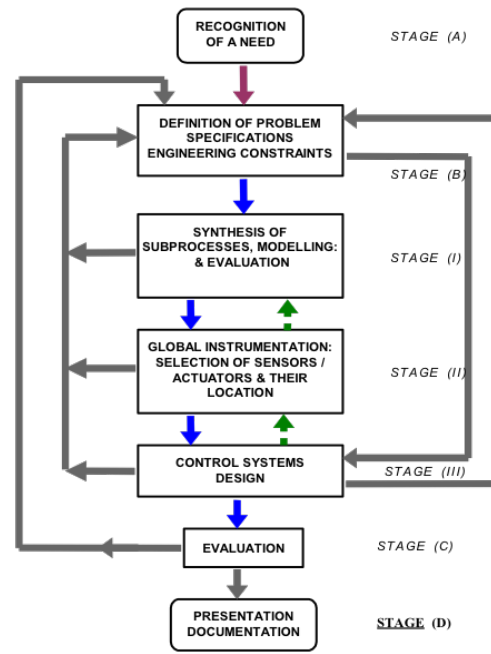 RECOGNITION
OF A NEED
STAGE (A)
DEFINITION OF PROBLEM
SPECIFICATIONS
ENGINEERING CONSTRAINTS
STAGE (B)
SYNTHESIS OF
SUBPROCESSES, MODELLING:
& EVALUATION
STAGE (I)
GLOBAL INSTRUMENTATION:
SELECTION OF SENSORS /
ACTUATORS & THEIR
LOCATION
STAGE (II)
CONTROL SYSTEMS
DESIGN
STAGE (III)
EVALUATION
STAGE (C)
PRESENTATION
DOCUMENTATION
STAGE (D)